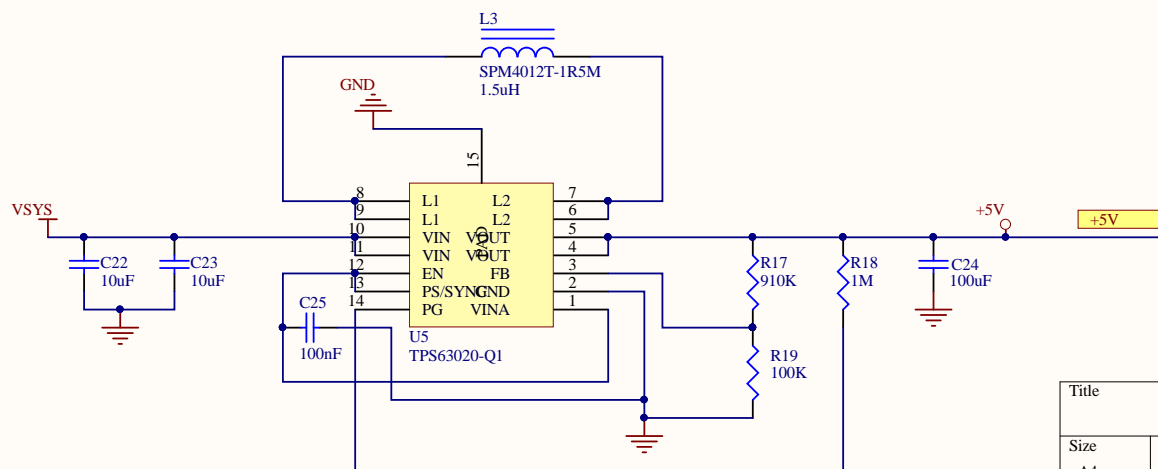 L3
SPM4012T-1R5M
1.5uH
GND
15
VSYS
8
L1
L2
7
9
L1
L2
6
10
VIN
VOUT
5
11
VIN
VOUT
4
PAD
12
EN
FB
3
13
PS/SYNC
GND
2
14
PG
VINA
1
U5
TPS63020-Q1
C22
10uF
C23
10uF
C25
100nF
R17
910K
R18
1M
R19
100K
C24
100uF
+5V
+5V
Title
Size